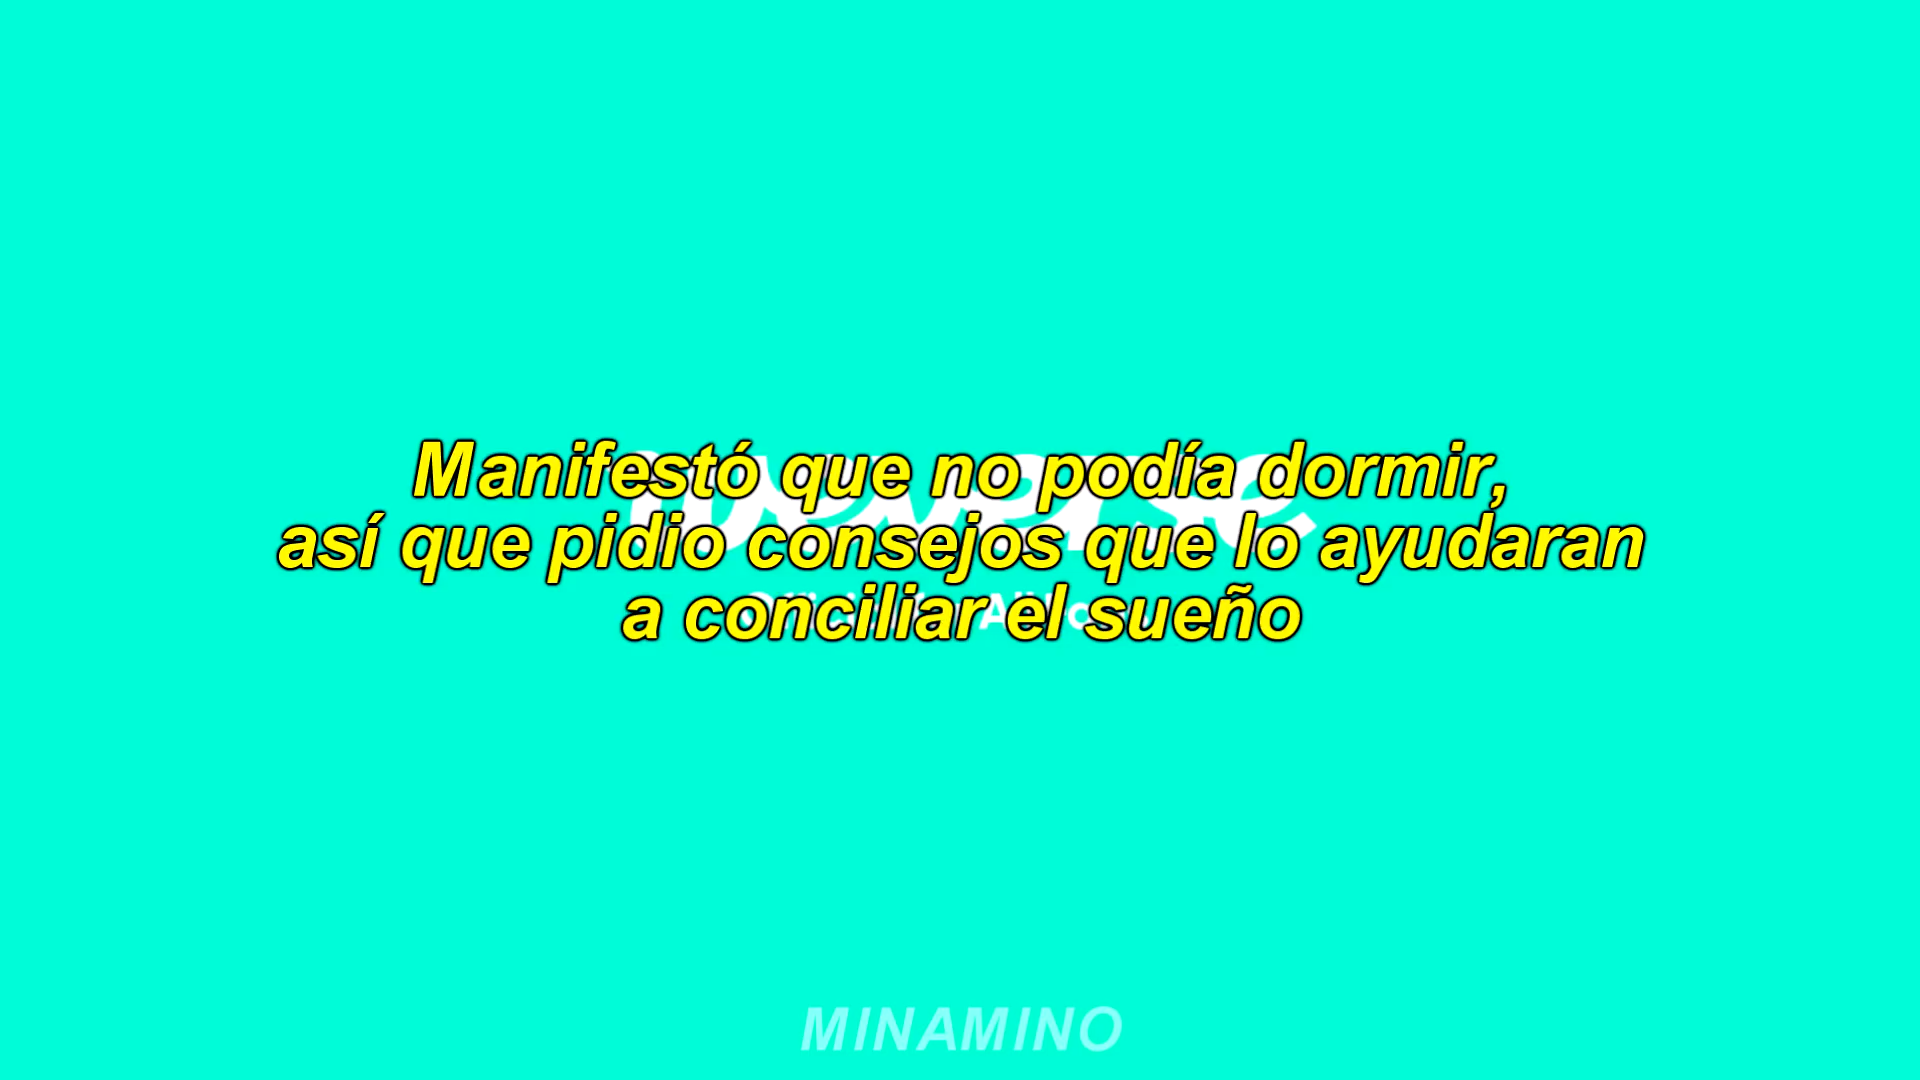 Manifestó que no podía dormir,
así que pidio consejos que lo ayudaran
a conciliar el sueño
MINAMINO